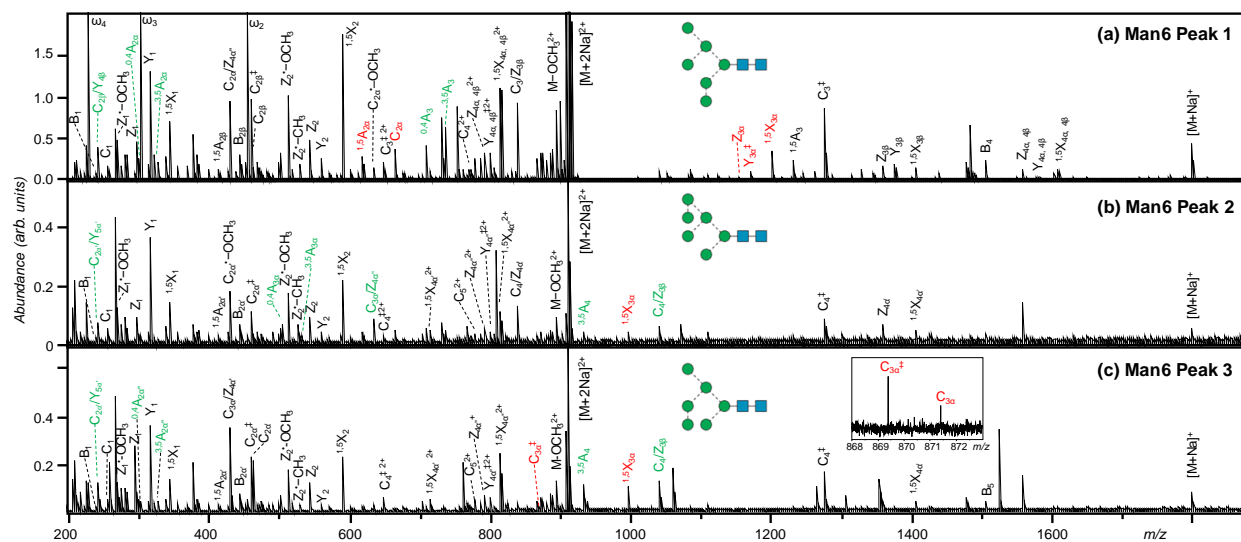 ω₄
ω₃
ω₂
(a) Man6 Peak 1
1.5
1.0
0.5
0.0
B₁
C₂β/Y₄β
C₁
Z₁•–OCH₃
Z₁
⁰·⁴A₂α
Y₁
³·⁵A₂α
¹·⁵X₁
¹·⁵A₂β
C₂α/Z₄α''
B₂β
C₂β‡
C₂β
Z₂•–OCH₃
Z₂•–CH₃
Z₂
Y₂
¹·⁵X₂
¹·⁵A₂α
C₂α•–OCH₃
C₃‡ ²⁺
C₂α
⁰·⁴A₃
³·⁵A₃
C₄²⁺
Z₄α, ₄β²⁺
Y₄α, ₄β‡²⁺
¹·⁵X₄α, ₄β²⁺
C₃/Z₃β
M–OCH₃²⁺
[M+2Na]²⁺
Z₃α
Y₃α‡
¹·⁵X₃α
¹·⁵A₃
C₃‡
Z₃β
Y₃β
¹·⁵X₃β
B₄
Z₄α, ₄β
Y₄α, ₄β
¹·⁵X₄α, ₄β
[M+Na]⁺
Abundance (arb. units)
(b) Man6 Peak 2
0.4
0.2
0
B₁
C₂α'/Y₅α'
C₁
Z₁•–OCH₃
Z₁
Y₁
¹·⁵X₁
¹·⁵A₂α'
C₂α'•–OCH₃
B₂α'
C₂α'‡
⁰·⁴A₃α
Z₂•–OCH₃
Z₂•–CH₃
³·⁵A₃α
Z₂
Y₂
¹·⁵X₂
C₃α/Z₄α''
C₄‡²⁺
¹·⁵X₄α''²⁺
C₅²⁺
Z₄α''²⁺
Y₄α''‡²⁺
¹·⁵X₄α''²⁺
C₄/Z₄α'
M–OCH₃²⁺
[M+2Na]²⁺
³·⁵A₄
¹·⁵X₃α
C₄/Z₃β
C₄‡
Z₄α'
¹·⁵X₄α'
[M+Na]⁺
(c) Man6 Peak 3
0.4
0.2
B₁
C₂α'/Y₅α'
C₁
Z₁•–OCH₃
Z₁
⁰·⁴A₂α''
Y₁
³·⁵A₂α''
¹·⁵X₁
¹·⁵A₂α'
C₃α/Z₄α'
B₂α'
C₂α'‡
C₂α'
Z₂•–OCH₃
Z₂•–CH₃
Z₂
Y₂
¹·⁵X₂
C₄‡ ²⁺
¹·⁵X₄α'' ²⁺
C₅²⁺
Z₄α''²⁺
Y₄α''‡²⁺
¹·⁵X₄α''²⁺
C₃α‡
M-OCH₃²⁺
[M+2Na]²⁺
³·⁵A₄
¹·⁵X₃α
C₄/Z₃β
C₃α‡
C₃α
868 869 870 871 872 m/z
C₄‡
¹·⁵X₄α'
B₅
[M+Na]⁺
200 400 600 800 1000 1200 1400 1600 m/z